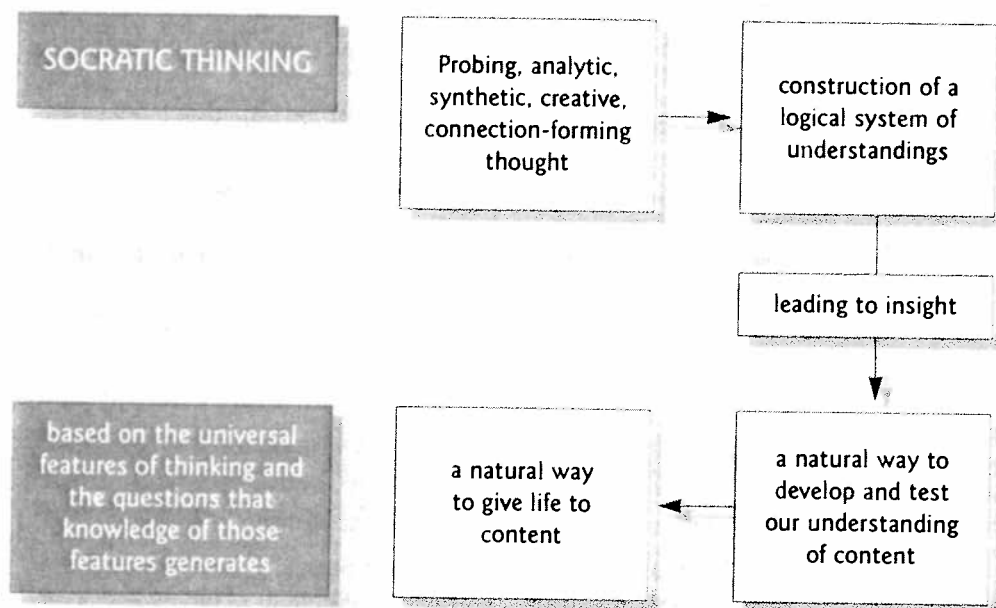 SOCRATIC THINKING
Probing, analytic,
synthetic, creative,
connection-forming
thought
construction of a
logical system of
understandings
leading to insight
a natural way to
develop and test
our understanding
of content
a natural way
to give life to
content
based on the universal
features of thinking and
the questions that
knowledge of those
features generates